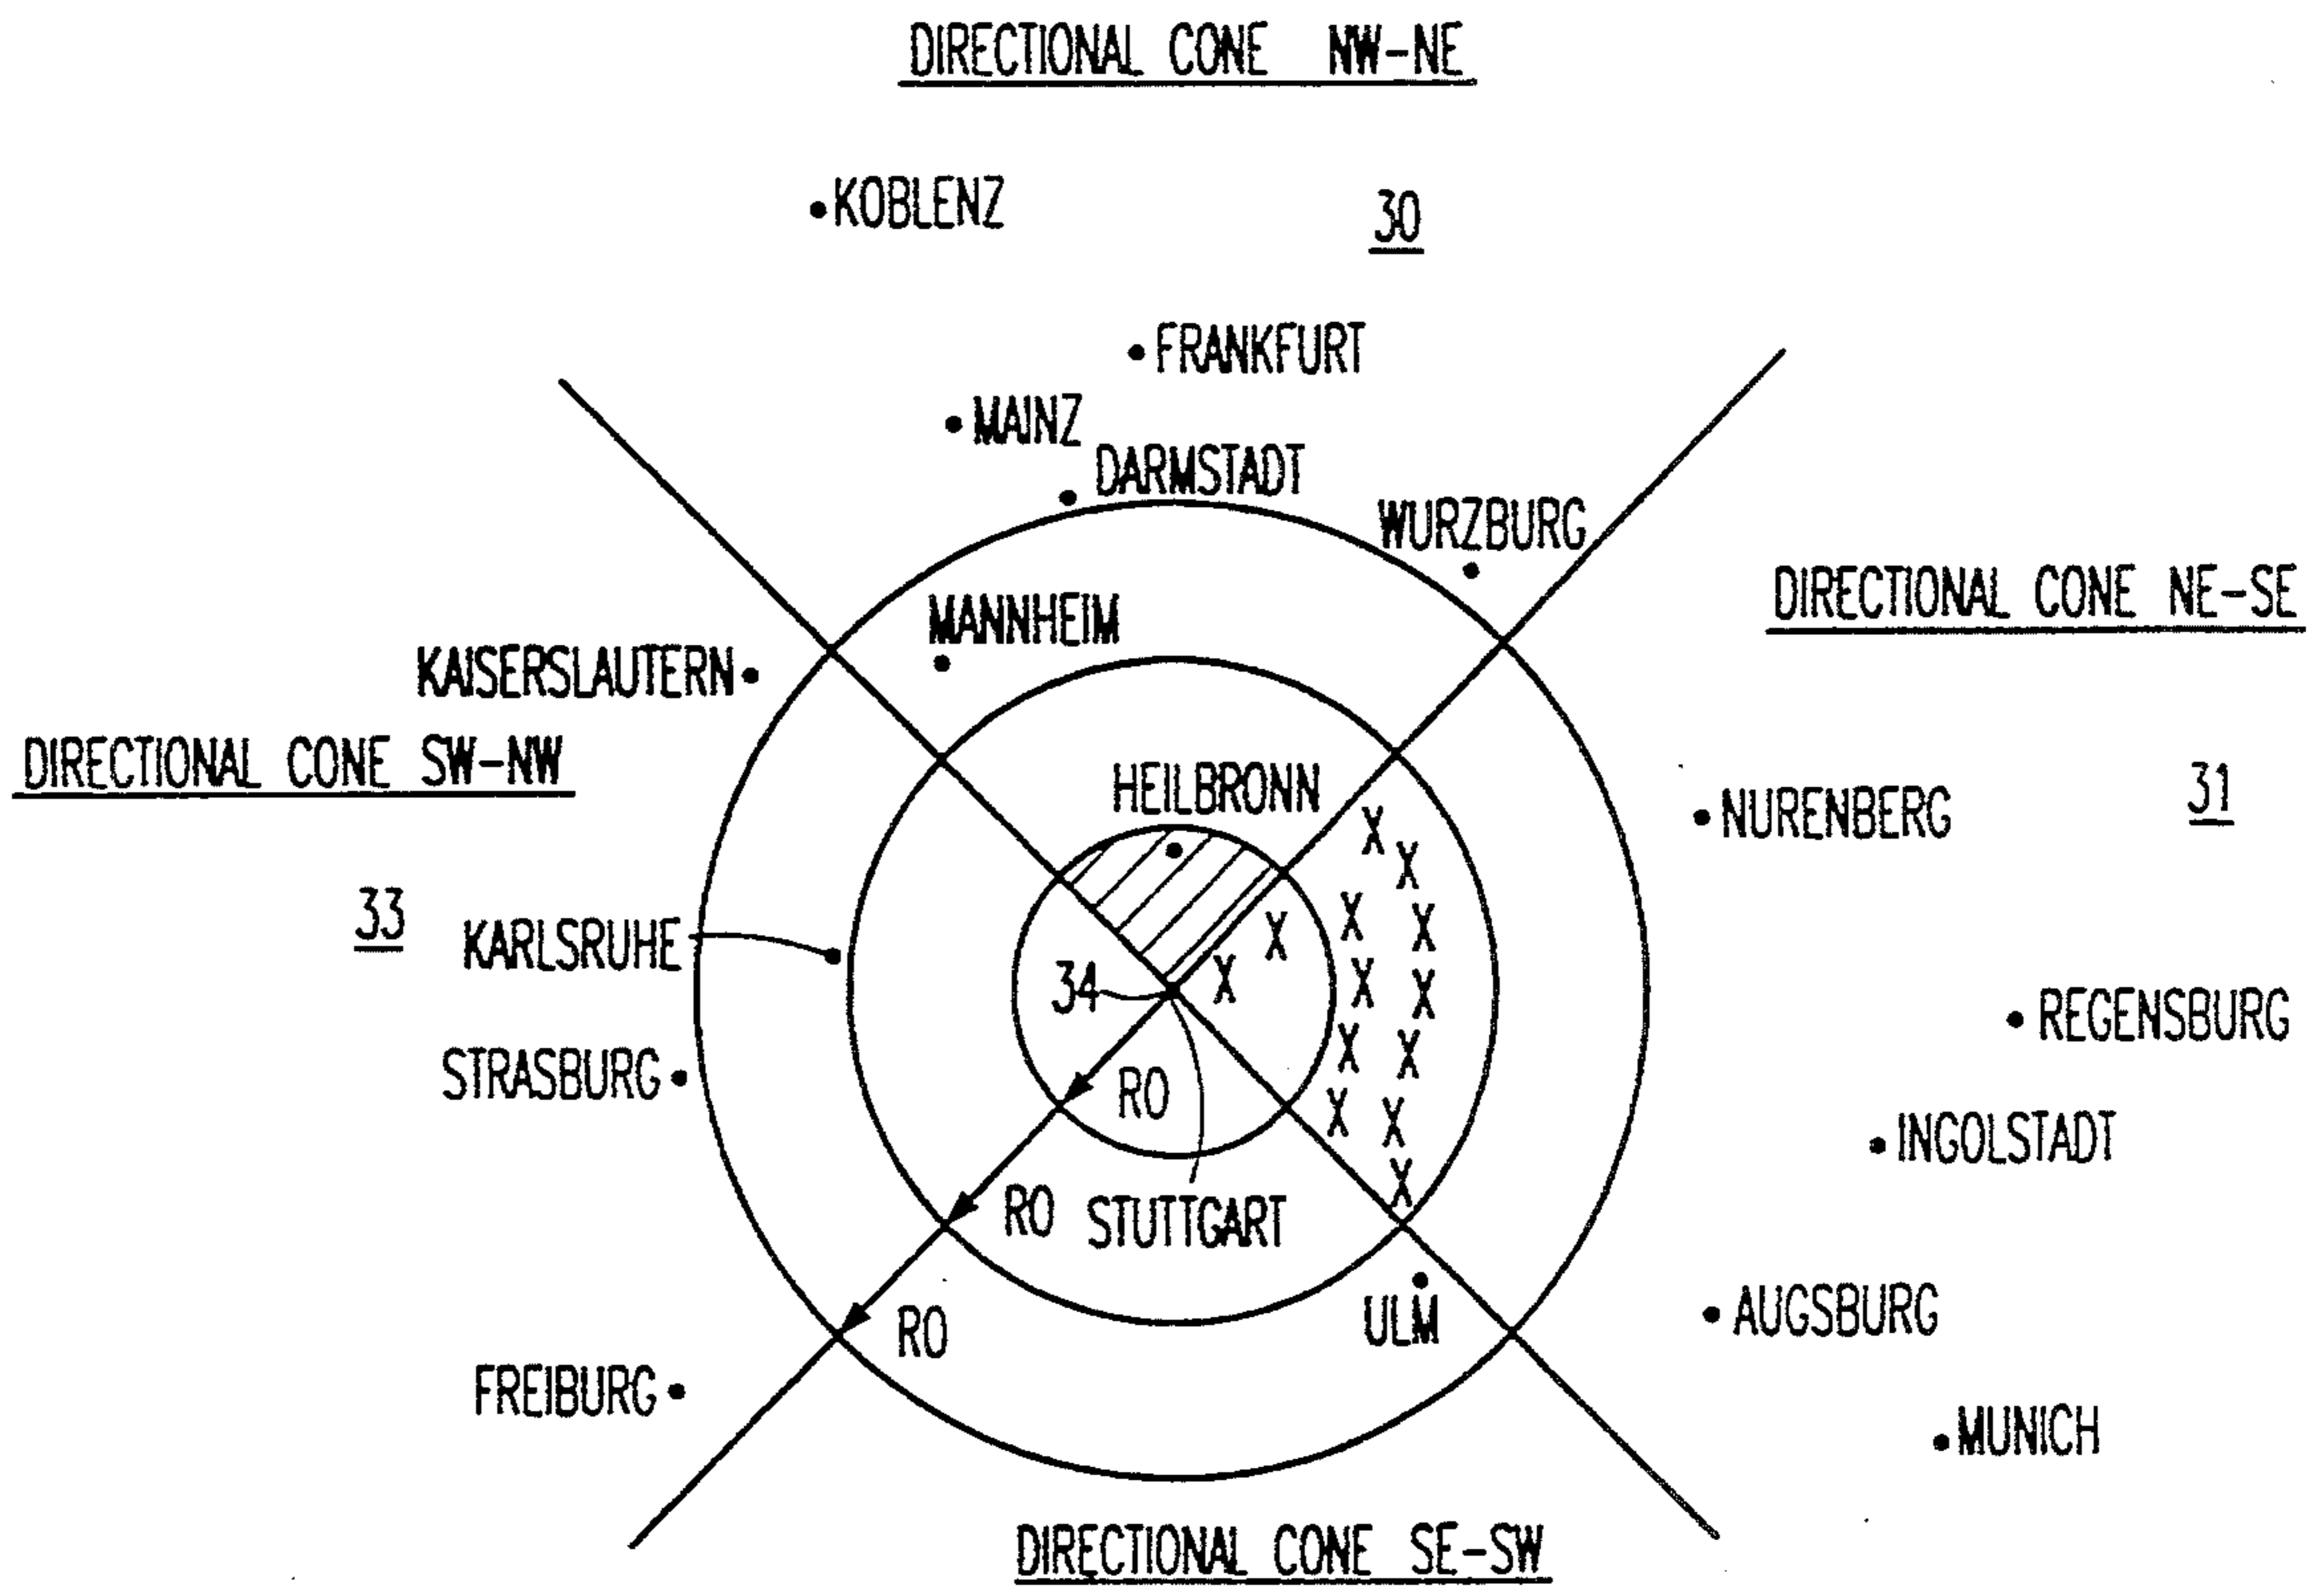 DIRECTIONAL CONE NW-NE
KOBLENZ
30
FRANKFURT
MAINZ
DARMSTADT
WURZBURG
DIRECTIONAL CONE NE-SE
MANNHEIM
KAISERSLAUTERN
DIRECTIONAL CONE SW-NW
HEILBRONN
NURENBERG
31
X
X
33
KARLSRUHE
X
X
X
34
X
X
X
REGENSBURG
STRASBURG
X
X
RO
X
X
INGOLSTADT
X
RO
STUTTGART
ULM
AUGSBURG
RO
FREIBURG
MUNICH
DIRECTIONAL CONE SE-SW